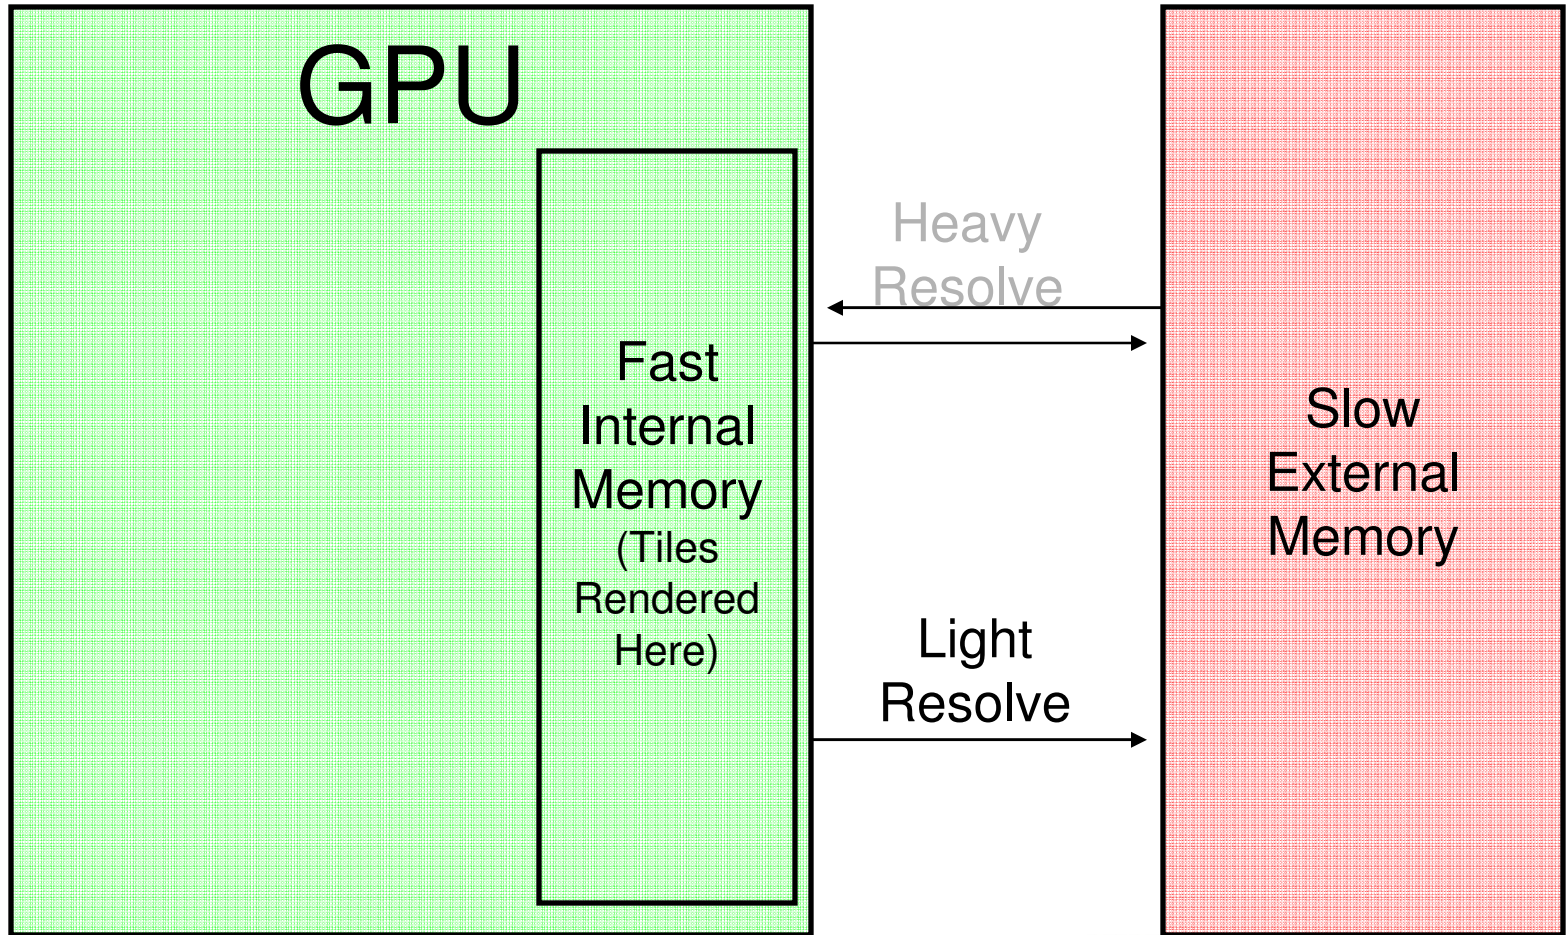 GPU
Heavy
Resolve
Fast
Internal
Memory
(Tiles
Rendered
Here)
Slow
External
Memory
Light
Resolve